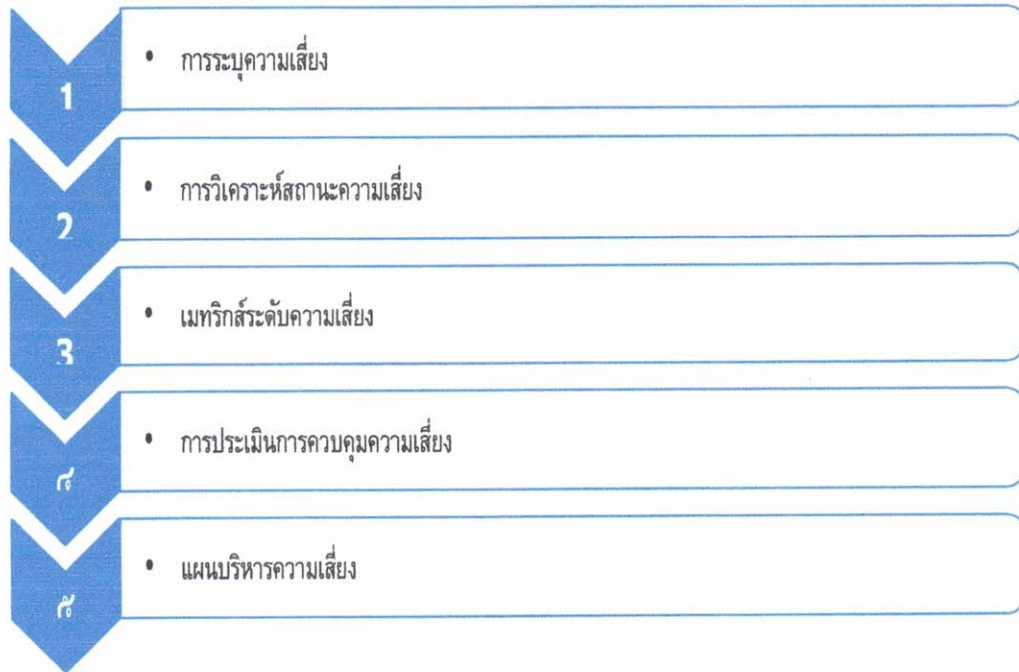 1
• การระบุความเสี่ยง
2
• การวิเคราะห์สถานะความเสี่ยง
3
• เมทริกส์ระดับความเสี่ยง
๔
• การประเมินการควบคุมความเสี่ยง
๕
• แผนบริหารความเสี่ยง